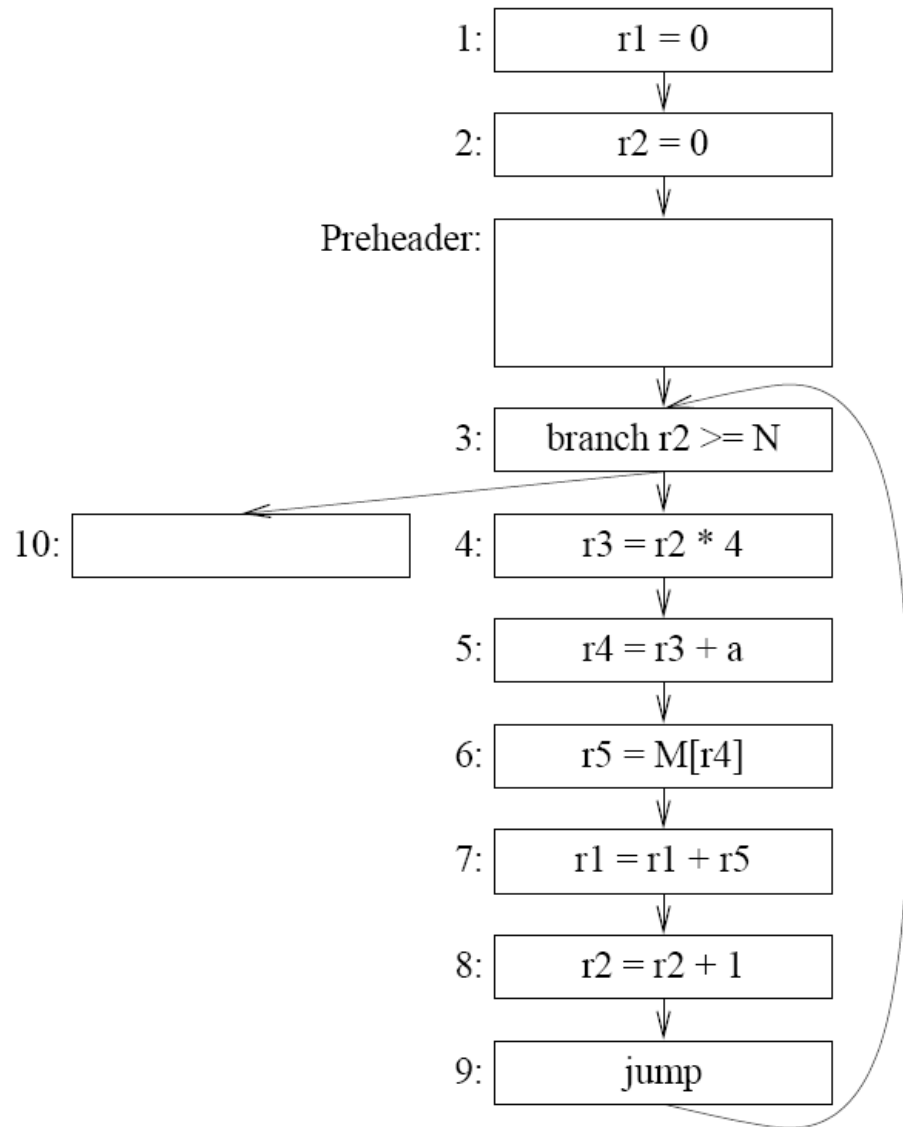 1: r1 = 0
2: r2 = 0
Preheader:
3: branch r2 >= N
10:
4: r3 = r2 * 4
5: r4 = r3 + a
6: r5 = M[r4]
7: r1 = r1 + r5
8: r2 = r2 + 1
9: jump